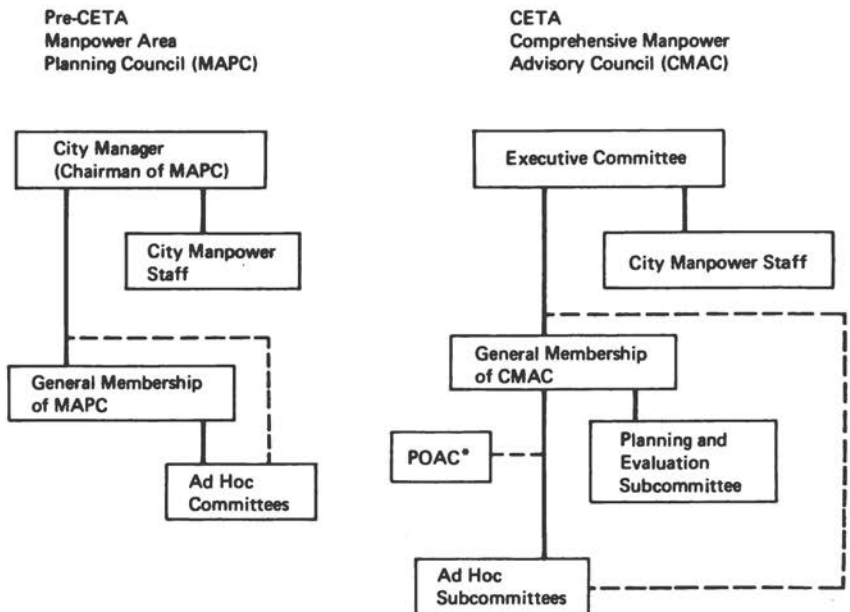 Pre-CETA
Manpower Area
Planning Council (MAPC)
City Manager
(Chairman of MAPC)
City Manpower
Staff
General Membership
of MAPC
Ad Hoc
Committees
CETA
Comprehensive Manpower
Advisory Council (CMAC)
Executive Committee
City Manpower Staff
General Membership
of CMAC
POAC*
Planning and
Evaluation
Subcommittee
Ad Hoc
Subcommittees